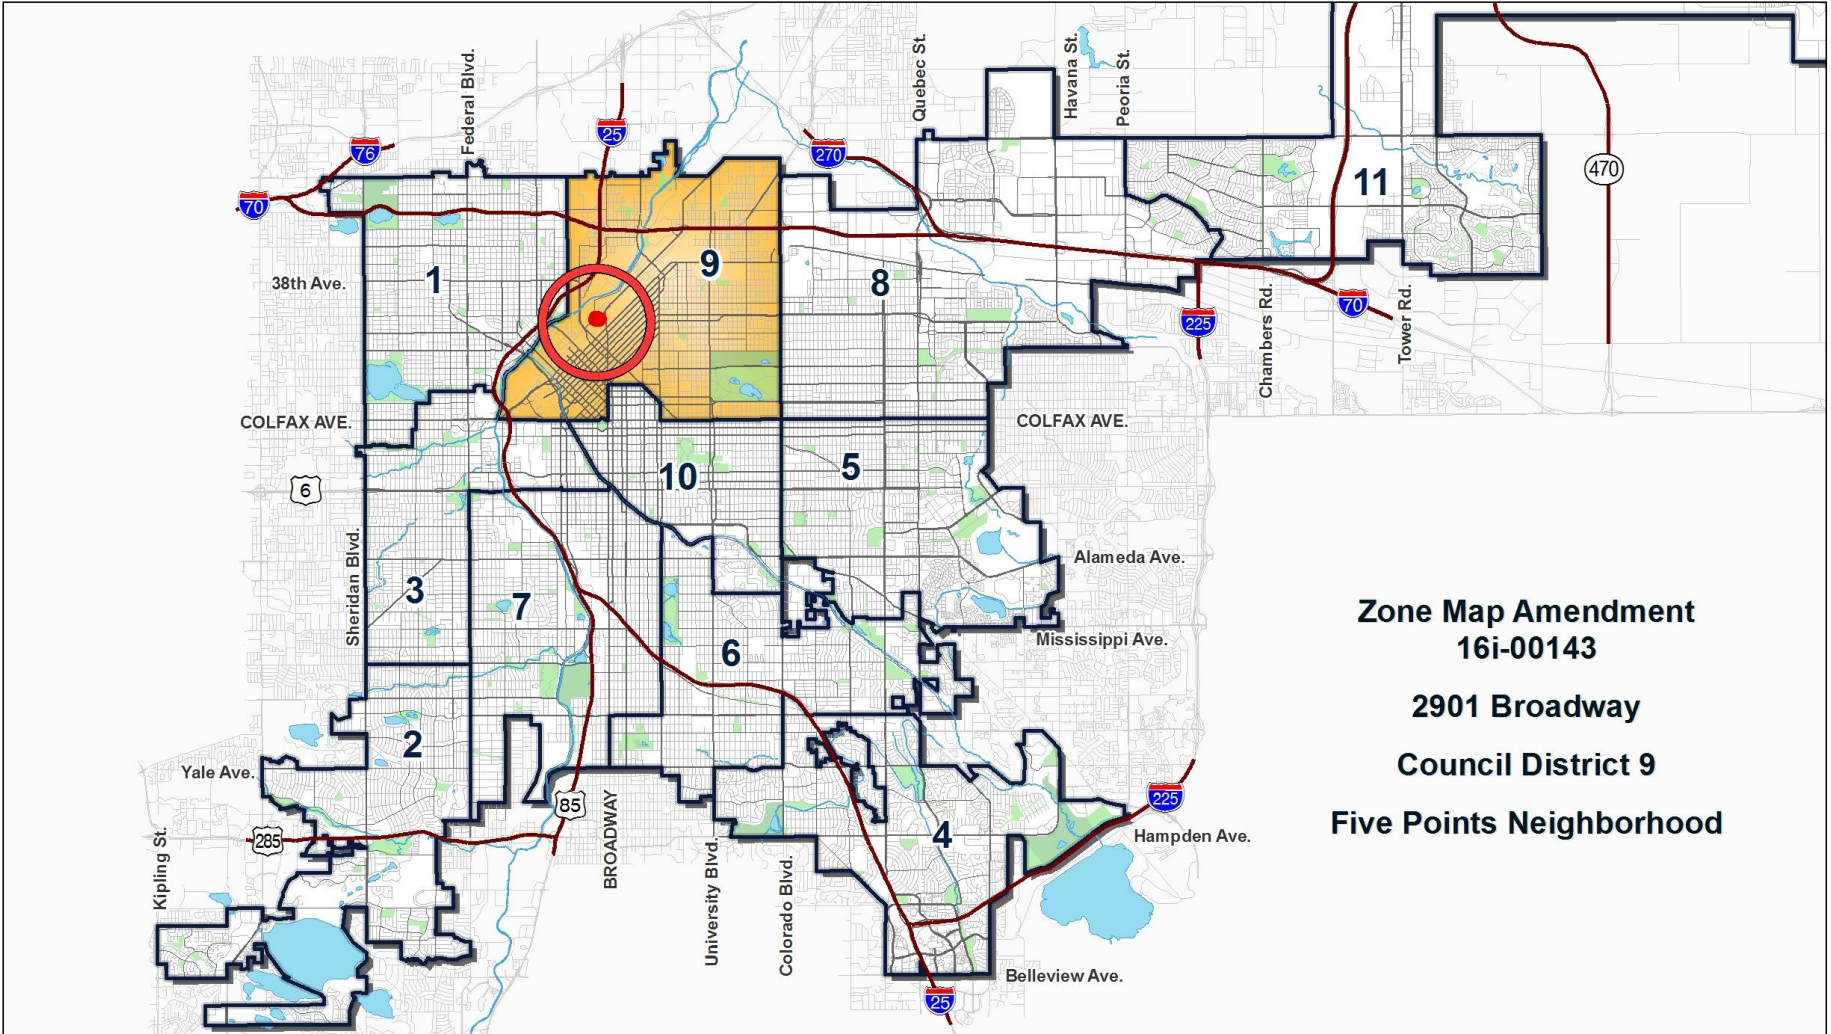 Federal Blvd.
Quebec St.
Havana St.
Peoria St.
25
76
270
70
470
11
9
1
8
38th Ave.
225
Chambers Rd.
70
Tower Rd.
COLFAX AVE.
COLFAX AVE.
10
5
6
Sheridan Blvd.
Alameda Ave.
3
7
Mississippi Ave.
6
Zone Map Amendment
16i-00143
2901 Broadway
Council District 9
Five Points Neighborhood
2
Yale Ave.
85
BROADWAY
225
Hampden Ave.
285
4
Kipling St.
University Blvd.
Colorado Blvd.
Belleview Ave.
25